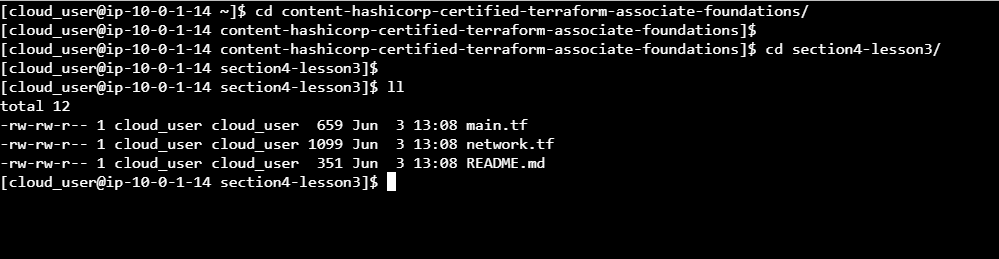 [cloud_user@ip-10-0-1-14 ~]$ cd content-hashicorp-certified-terraform-associate-foundations/
[cloud_user@ip-10-0-1-14 content-hashicorp-certified-terraform-associate-foundations]$
[cloud_user@ip-10-0-1-14 content-hashicorp-certified-terraform-associate-foundations]$ cd section4-lesson3/
[cloud_user@ip-10-0-1-14 section4-lesson3]$
[cloud_user@ip-10-0-1-14 section4-lesson3]$ ll
total 12
-rw-rw-r-- 1 cloud_user cloud_user  659 Jun  3 13:08 main.tf
-rw-rw-r-- 1 cloud_user cloud_user 1099 Jun  3 13:08 network.tf
-rw-rw-r-- 1 cloud_user cloud_user  351 Jun  3 13:08 README.md
[cloud_user@ip-10-0-1-14 section4-lesson3]$